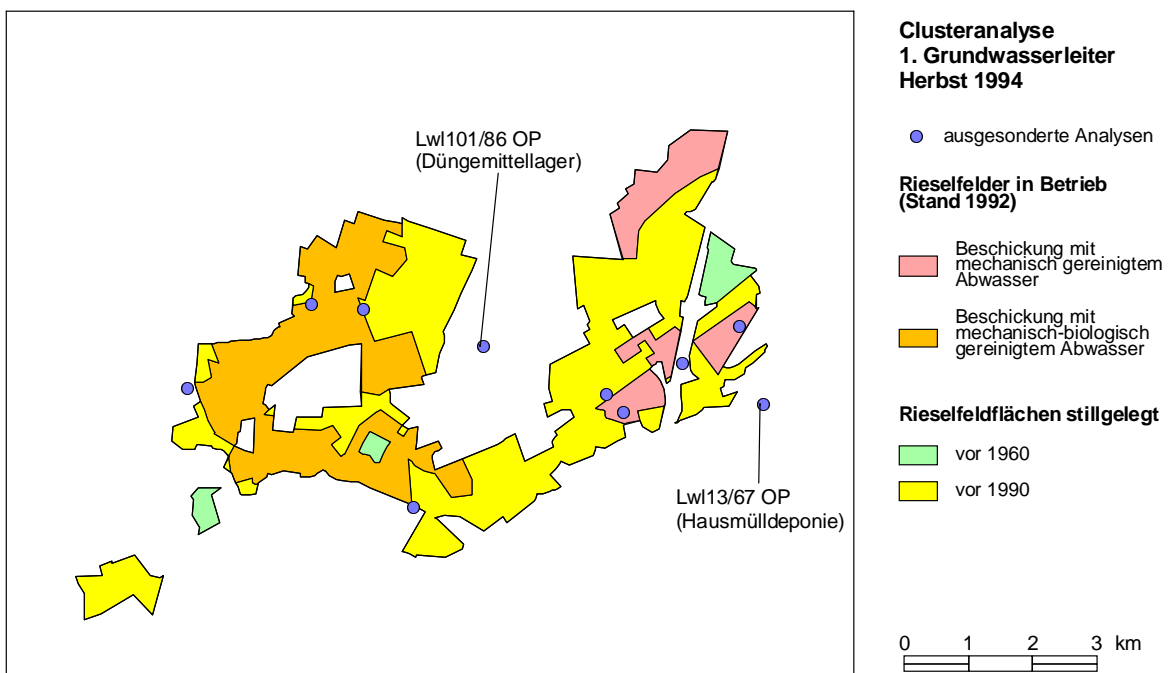 Clusteranalyse
1. Grundwasserleiter
Herbst 1994
ausgesonderte Analysen
Rieselfelder in Betrieb
(Stand 1992)
Beschickung mit
mechanisch gereinigtem
Abwasser
Beschickung mit
mechanisch-biologisch
gereinigtem Abwasser
Rieselfeldflächen stillgelegt
vor 1960
vor 1990
0 1 2 3 km
Lwl101/86 OP
(Düngemittellager)
Lwl13/67 OP
(Hausmülldeponie)